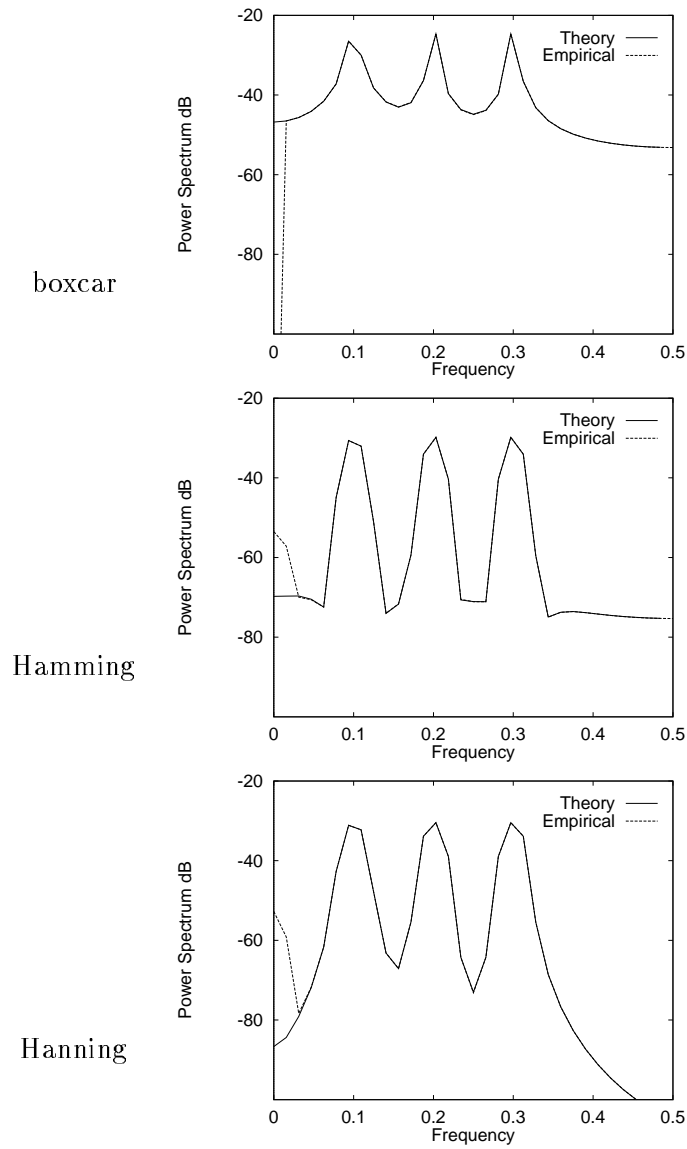 -20
-40
-60
-80
Power Spectrum dB
Theory
Empirical
0 0.1 0.2 0.3 0.4 0.5
Frequency
boxcar
-20
-40
-60
-80
Power Spectrum dB
Theory
Empirical
0 0.1 0.2 0.3 0.4 0.5
Frequency
Hamming
-20
-40
-60
-80
Power Spectrum dB
Theory
Empirical
0 0.1 0.2 0.3 0.4 0.5
Frequency
Hanning